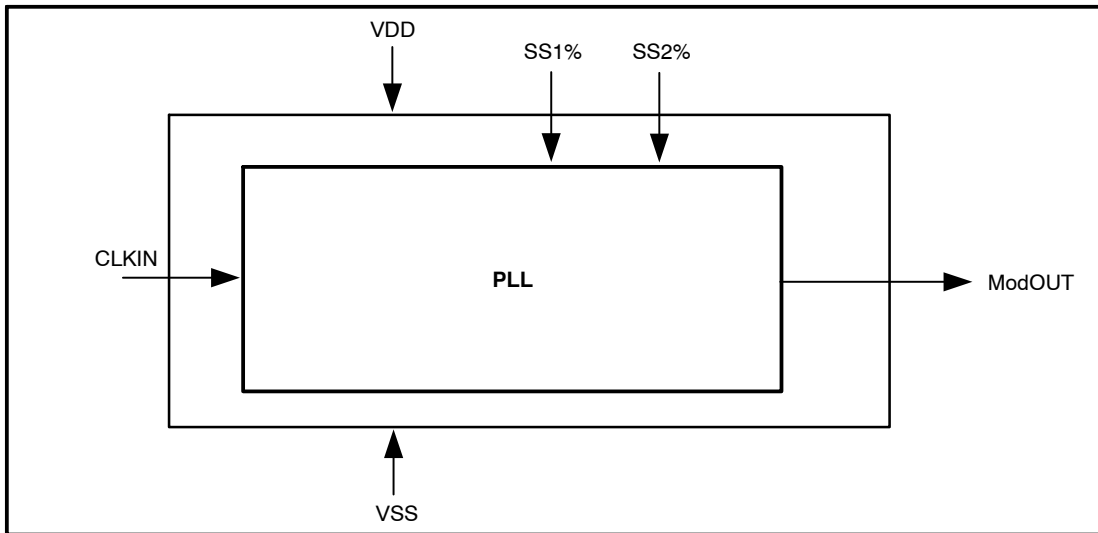 VDD
SS1%
SS2%
CLKIN
PLL
ModOUT
VSS